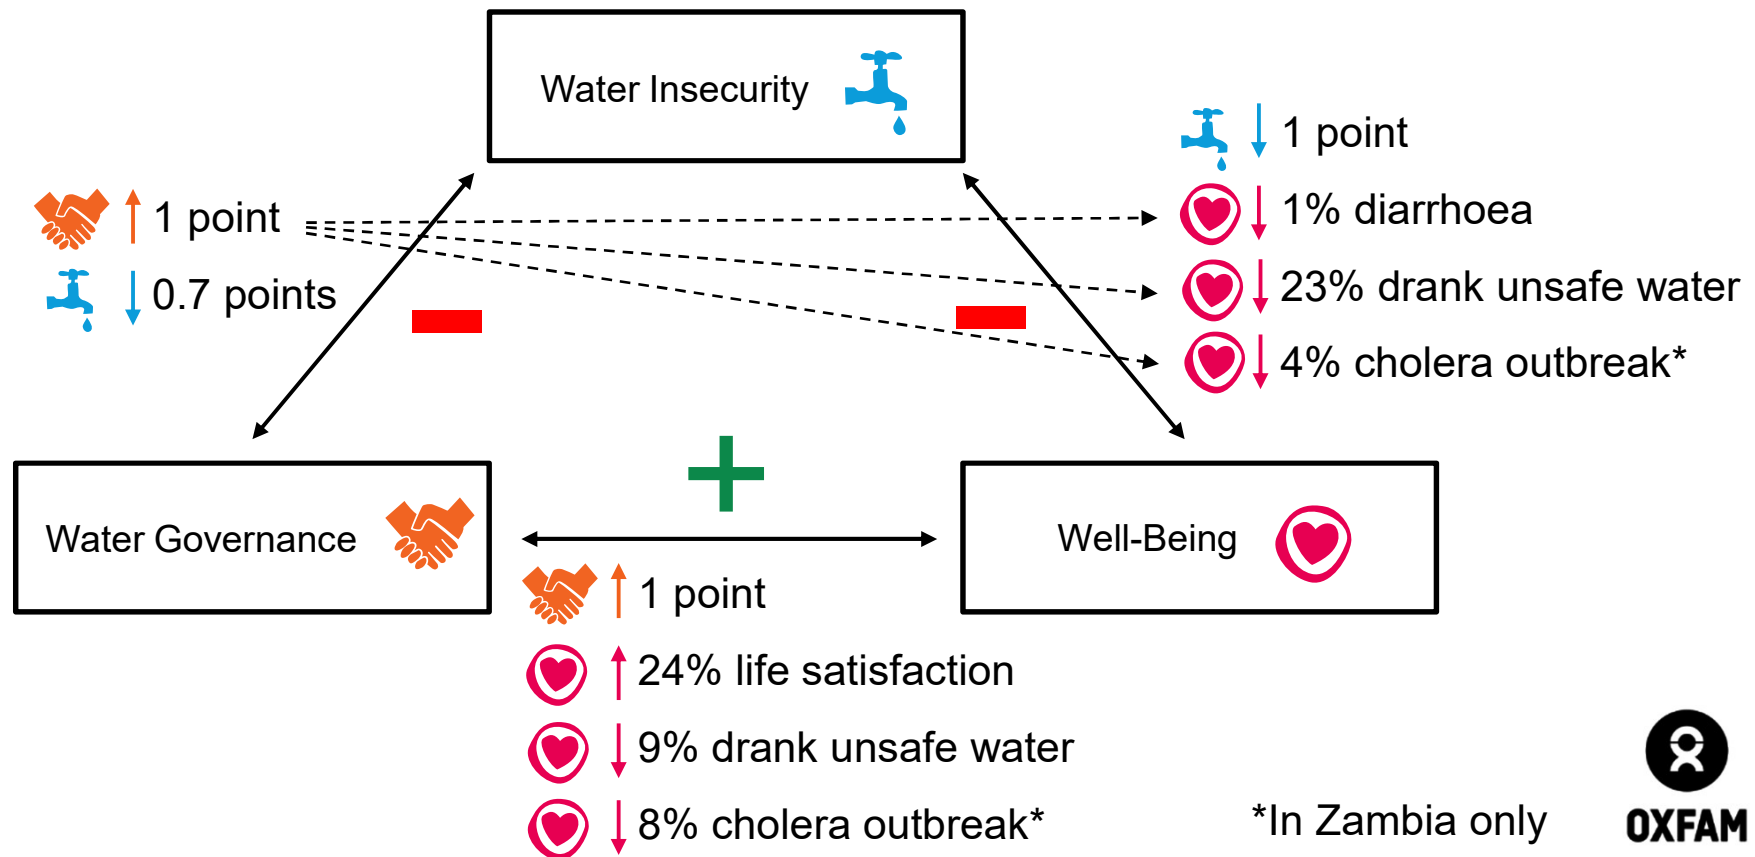 Water Insecurity
1 point
0.7 points
1 point
1% diarrhoea
23% drank unsafe water
4% cholera outbreak*
Water Governance
Well-Being
1 point
24% life satisfaction
9% drank unsafe water
8% cholera outbreak*
*In Zambia only
OXFAM